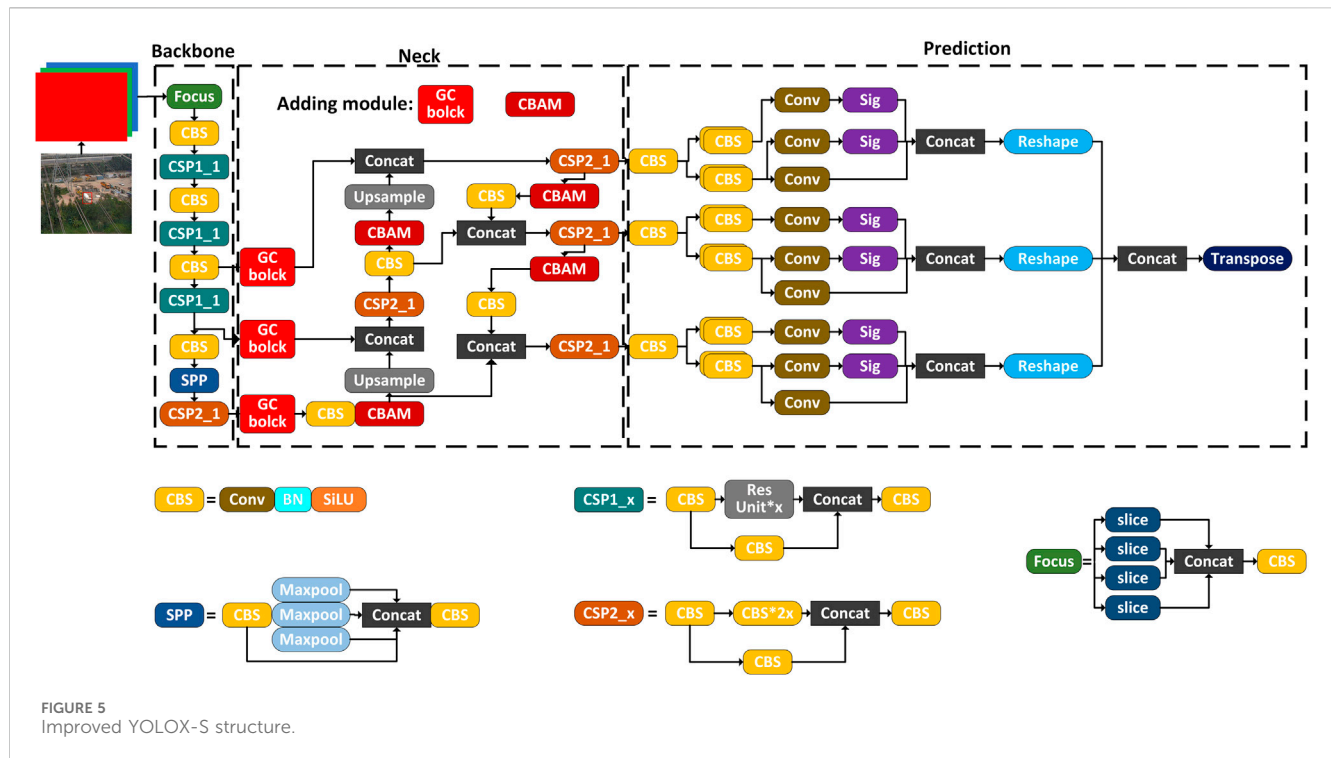 Backbone
Neck
Prediction
Focus
CBS
CSP1_1
CBS
CSP1_1
CBS
CSP1_1
CBS
SPP
CSP2_1
Adding module:
GC
bolck
CBAM
GC
bolck
GC
bolck
GC
bolck
Concat
Upsample
CBAM
CBS
CSP2_1
Concat
Upsample
CBS
CBAM
CSP2_1
CBAM
CBS
Concat
CSP2_1
CBAM
CBS
Concat
CSP2_1
CBS
CBS
CBS
Conv
Sig
Conv
Sig
Conv
Concat
Reshape
CBS
CBS
CBS
Conv
Sig
Conv
Sig
Conv
Concat
Reshape
CBS
CBS
CBS
Conv
Sig
Conv
Sig
Conv
Concat
Reshape
Concat
Transpose
CBS = Conv BN SiLU
CSP1_x = CBS Res Unit*x Concat CBS
CBS
SPP = CBS Maxpool Maxpool Maxpool Concat CBS
CSP2_x = CBS CBS*2x Concat CBS
CBS
Focus = slice slice slice slice Concat CBS
FIGURE 5
Improved YOLOX-S structure.